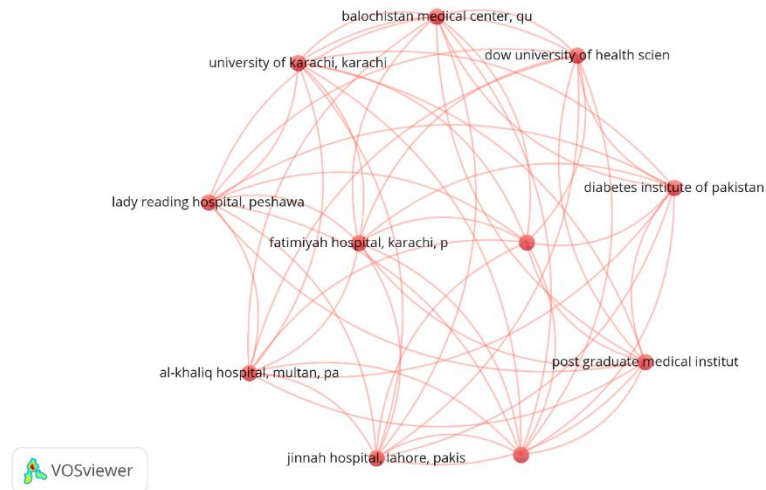 balochistan medical center, qu
dow university of health scien
university of karachi, karachi
diabetes institute of pakistan
lady reading hospital, peshawa
fatimiyah hospital, karachi, p
post graduate medical institut
al-khaliq hospital, multan, pa
jinnah hospital, lahore, pakis
VOSviewer